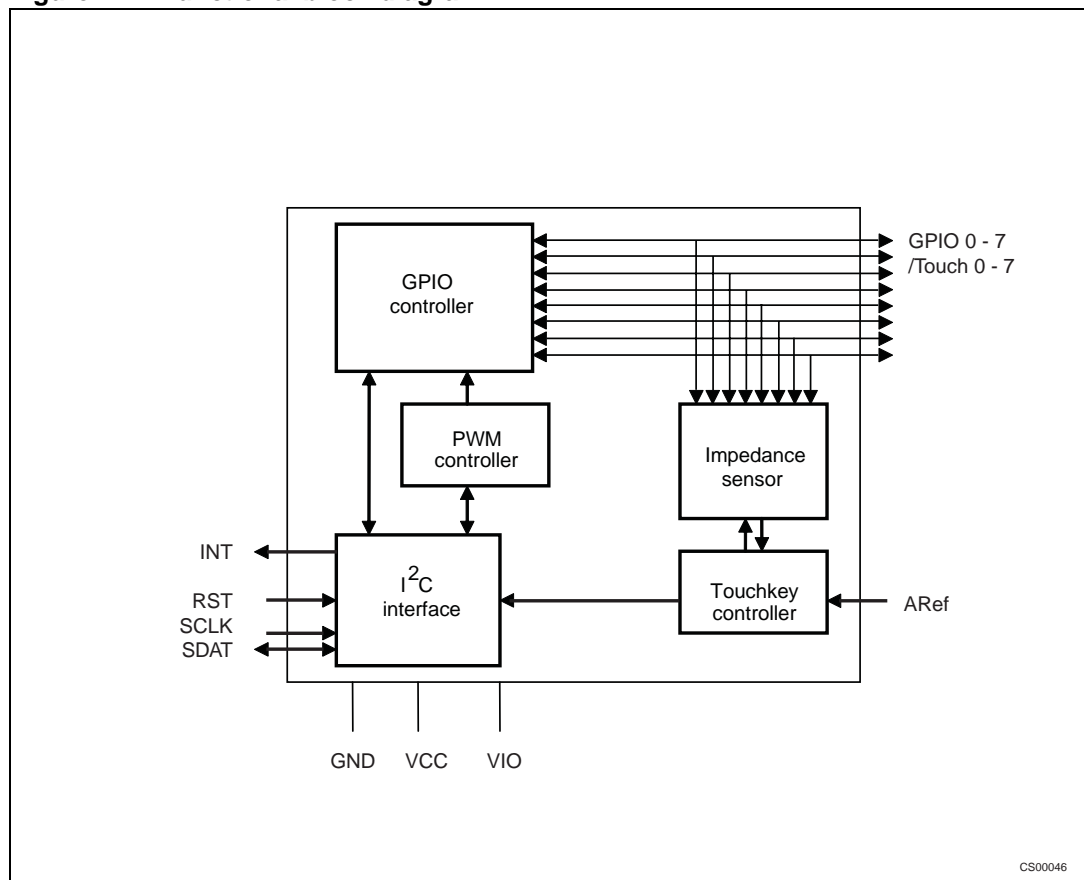 GPIO
controller
GPIO 0 - 7
/Touch 0 - 7
PWM
controller
Impedance
sensor
INT
RST
SCLK
SDAT
I2C
interface
Touchkey
controller
ARef
GND
VCC
VIO
CS00046